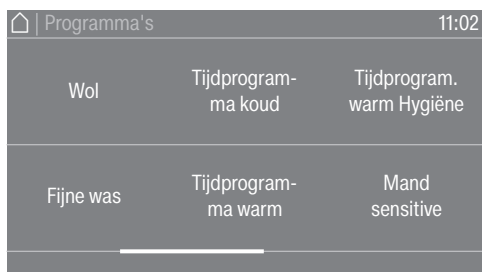 | Programma's 11:02
Wol
Tijdprogram-
ma koud
Tijdprogram.
warm Hygiëne
Fijne was
Tijdprogram-
ma warm
Mand
sensitive